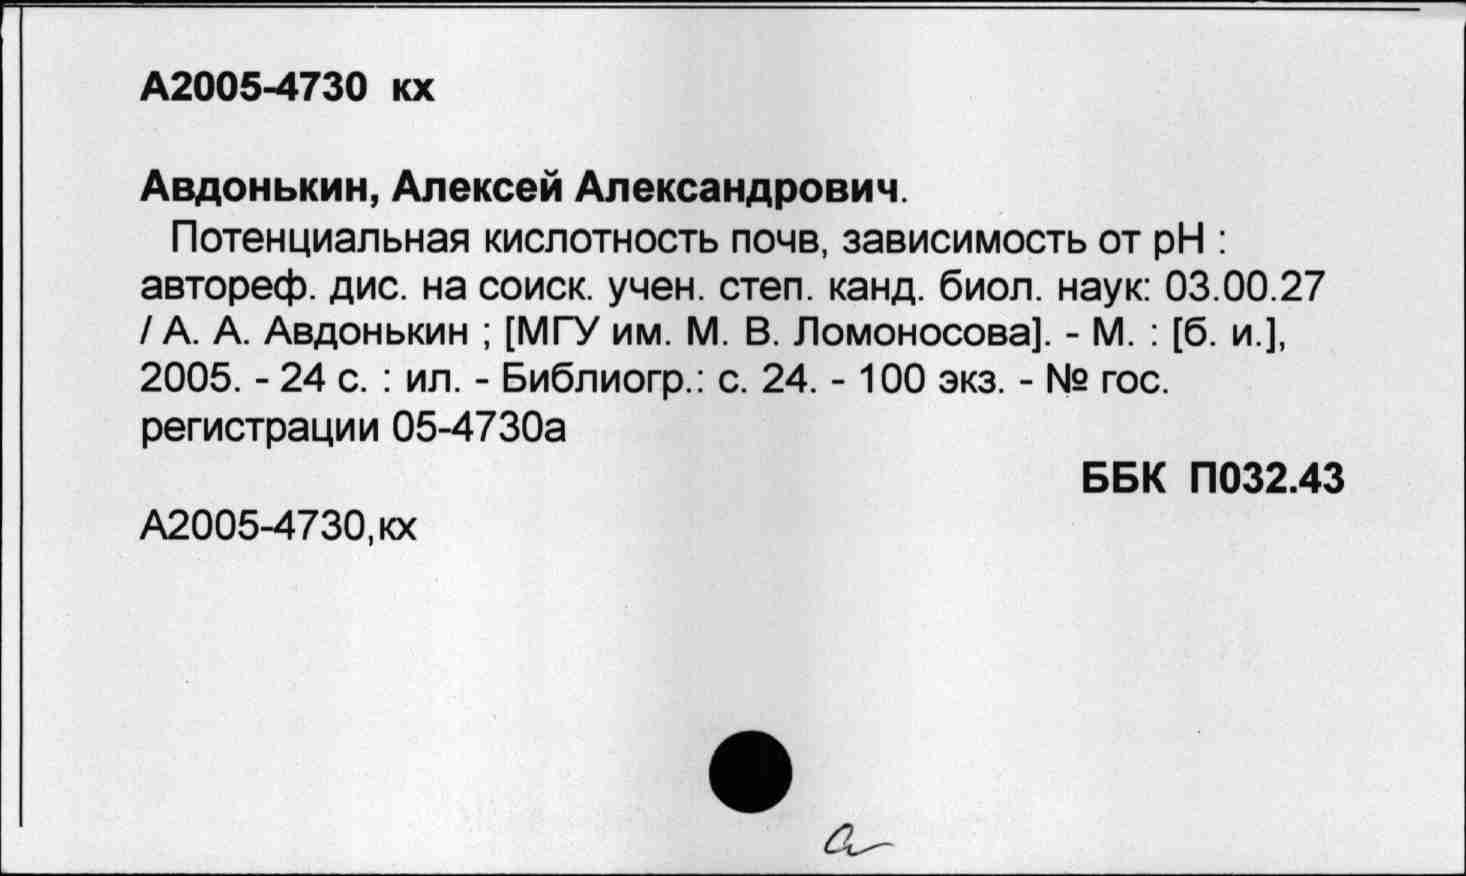 А2005-4730 кх
Авдонькин, Алексей Александрович.
Потенциальная кислотность почв, зависимость от рН :
автореф. дис. на соиск. учен. степ. канд. биол. наук: 03.00.27
/ А. А. Авдонькин ; [МГУ им. М. В. Ломоносова]. - М. : [б. и.],
2005. - 24 с. : ил. - Библиогр.: с. 24. - 100 экз. - № гос.
регистрации 05-4730а
ББК П032.43
А2005-4730,кх